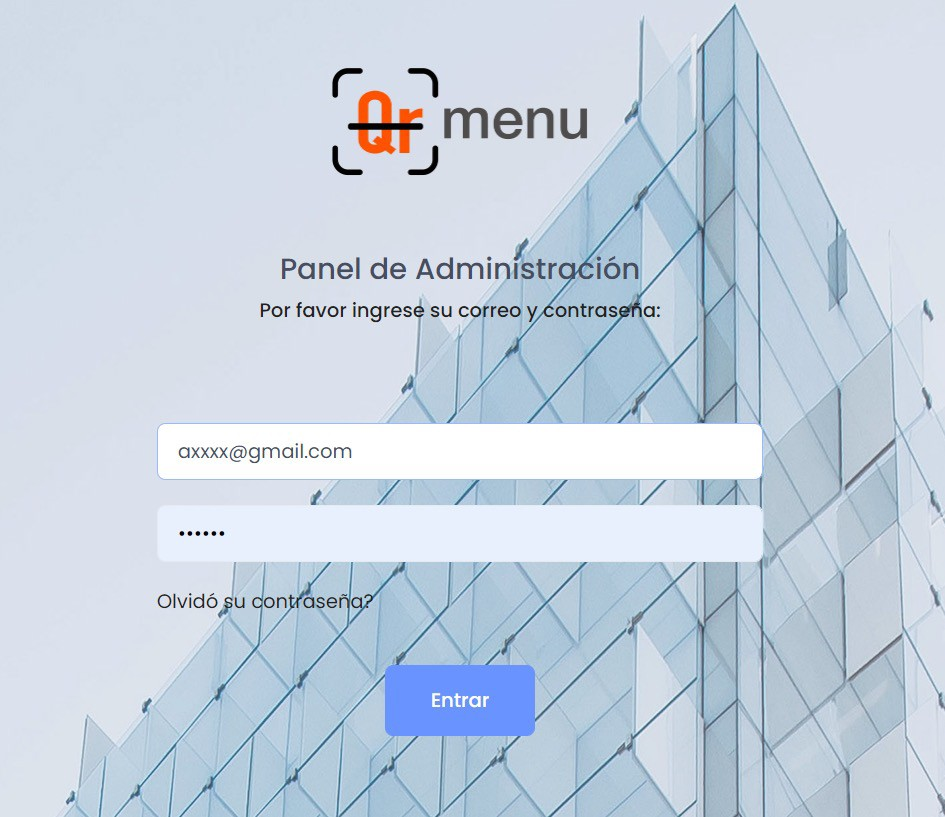 Qr menu
Panel de Administración
Por favor ingrese su correo y contraseña:
axxxx@gmail.com
••••••
Olvidó su contraseña?
Entrar